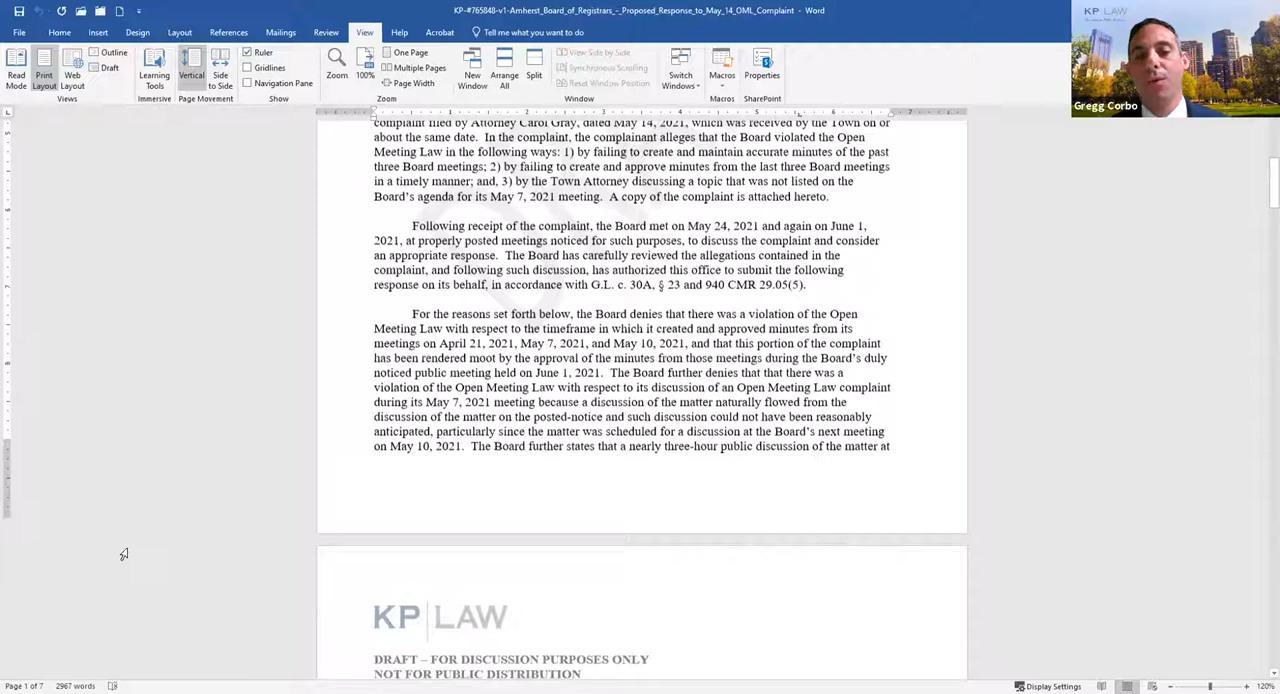 KP-#765848-v1-Amherst_Board_of_Registrars_-_Proposed_Response_to_May_14_OML_Complaint - Word
File Home Insert Design Layout References Mailings Review View Help Acrobat Tell me what you want to do
Read Mode
Print Layout
Web Layout
Outline
Draft
Views
Learning Tools
Immersive
Vertical
Side to Side
Page Movement
Ruler
Gridlines
Navigation Pane
Show
Zoom
100%
One Page
Multiple Pages
Page Width
Zoom
New Window
Arrange All
Split
View Side by Side
Synchronous Scrolling
Reset Window Position
Window
Switch Windows
Macros
Macros
Properties
SharePoint
KP LAW
Gregg Corbo
complaint filed by Attorney Carol Gray, dated May 14, 2021, which was received by the Town on or
about the same date. In the complaint, the complainant alleges that the Board violated the Open
Meeting Law in the following ways: 1) by failing to create and maintain accurate minutes of the past
three Board meetings; 2) by failing to create and approve minutes from the last three Board meetings
in a timely manner; and, 3) by the Town Attorney discussing a topic that was not listed on the
Board's agenda for its May 7, 2021 meeting. A copy of the complaint is attached hereto.
Following receipt of the complaint, the Board met on May 24, 2021 and again on June 1,
2021, at properly posted meetings noticed for such purposes, to discuss the complaint and consider
an appropriate response. The Board has carefully reviewed the allegations contained in the
complaint, and following such discussion, has authorized this office to submit the following
response on its behalf, in accordance with G.L. c. 30A, § 23 and 940 CMR 29.05(5).
For the reasons set forth below, the Board denies that there was a violation of the Open
Meeting Law with respect to the timeframe in which it created and approved minutes from its
meetings on April 21, 2021, May 7, 2021, and May 10, 2021, and that this portion of the complaint
has been rendered moot by the approval of the minutes from those meetings during the Board's duly
noticed public meeting held on June 1, 2021. The Board further denies that that there was a
violation of the Open Meeting Law with respect to its discussion of an Open Meeting Law complaint
during its May 7, 2021 meeting because a discussion of the matter naturally flowed from the
discussion of the matter on the posted-notice and such discussion could not have been reasonably
anticipated, particularly since the matter was scheduled for a discussion at the Board's next meeting
on May 10, 2021. The Board further states that a nearly three-hour public discussion of the matter at
KP LAW
DRAFT – FOR DISCUSSION PURPOSES ONLY
NOT FOR PUBLIC DISTRIBUTION
Page 1 of 7 2967 words
Display Settings
120%